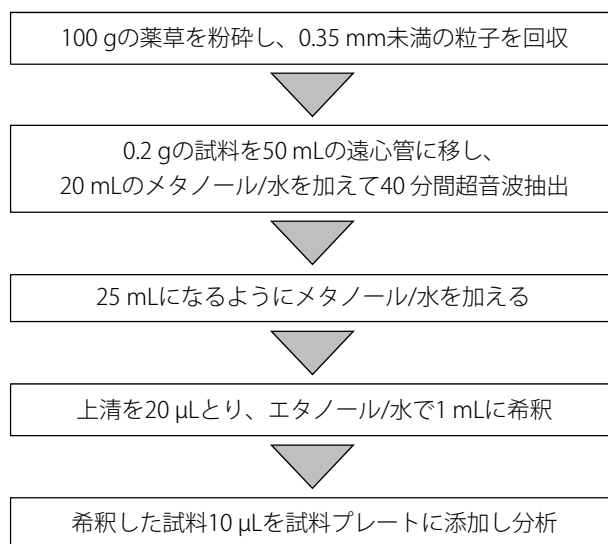 100 gの薬草を粉砕し、0.35 mm未満の粒子を回収
0.2 gの試料を50 mLの遠心管に移し、
20 mLのメタノール/水を加えて40 分間超音波抽出
25 mLになるようにメタノール/水を加える
上清を20 µLとり、エタノール/水で1 mLに希釈
希釈した試料10 µLを試料プレートに添加し分析